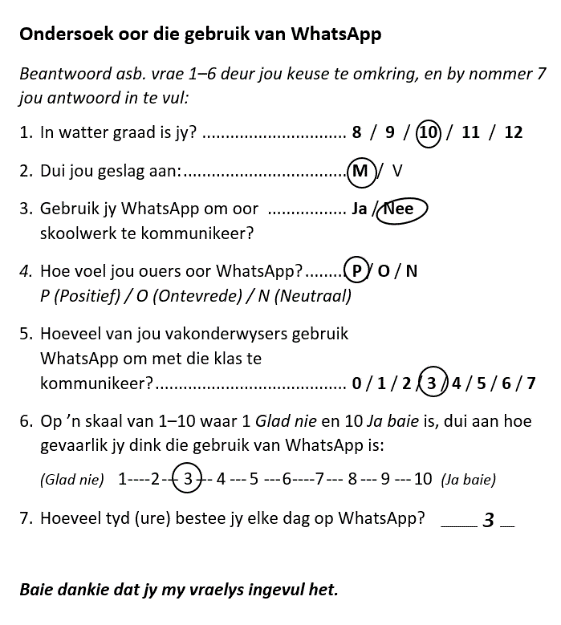 Ondersoek oor die gebruik van WhatsApp
Beantwoord asb. vrae 1–6 deur jou keuse te omkring, en by nommer 7
jou antwoord in te vul:
1. In watter graad is jy? ............................... 8 / 9 / 10 / 11 / 12
2. Dui jou geslag aan:................................... M / V
3. Gebruik jy WhatsApp om oor ................. Ja / Nee
skoolwerk te kommunikeer?
4. Hoe voel jou ouers oor WhatsApp?........ P / O / N
P (Positief) / O (Ontevrede) / N (Neutraal)
5. Hoeveel van jou vakonderwysers gebruik
WhatsApp om met die klas te
kommunikeer?......................................... 0 / 1 / 2 / 3 / 4 / 5 / 6 / 7
6. Op ’n skaal van 1–10 waar 1 Glad nie en 10 Ja baie is, dui aan hoe
gevaarlik jy dink die gebruik van WhatsApp is:
(Glad nie) 1----2--- 3 --- 4 --- 5 ---6----7--- 8 --- 9 --- 10 (Ja baie)
7. Hoeveel tyd (ure) bestee jy elke dag op WhatsApp? ____ 3 _
Baie dankie dat jy my vraelys ingevul het.